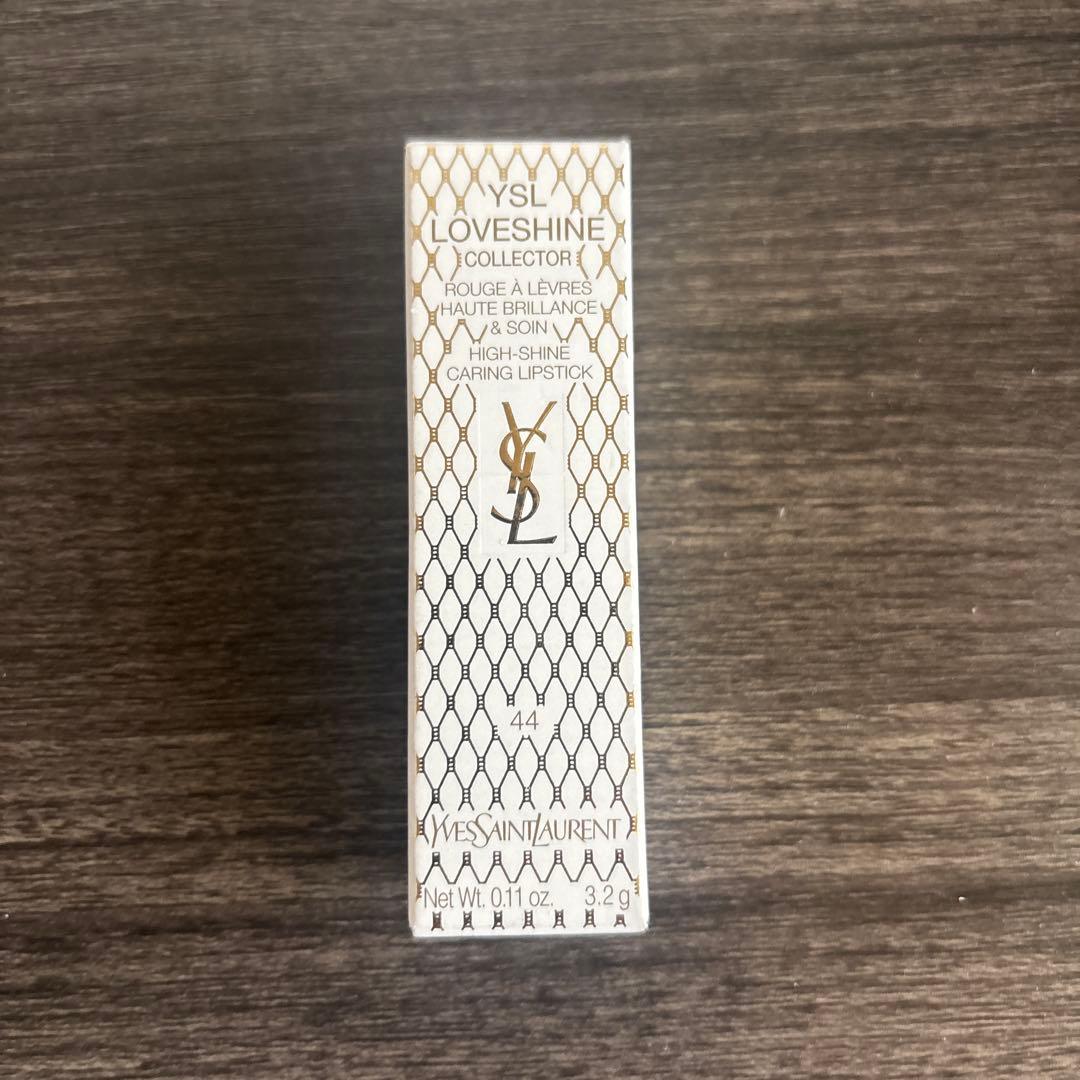 YSL
LOVESHINE
COLLECTOR
ROUGE À LÈVRES
HAUTE BRILLANCE
& SOIN
HIGH-SHINE
CARING LIPSTICK
YSL
44
YVESSAINTLAURENT
Net Wt. 0.11 oz. 3.2 g